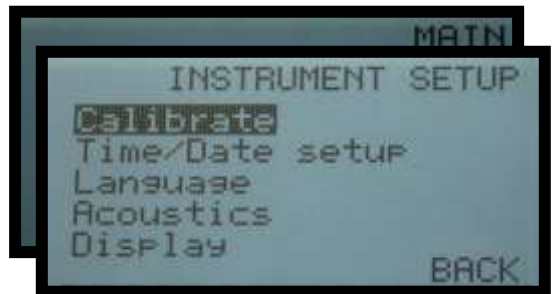 MAIN
INSTRUMENT SETUP
Calibrate
Time/Date setup
Language
Acoustics
Display
BACK